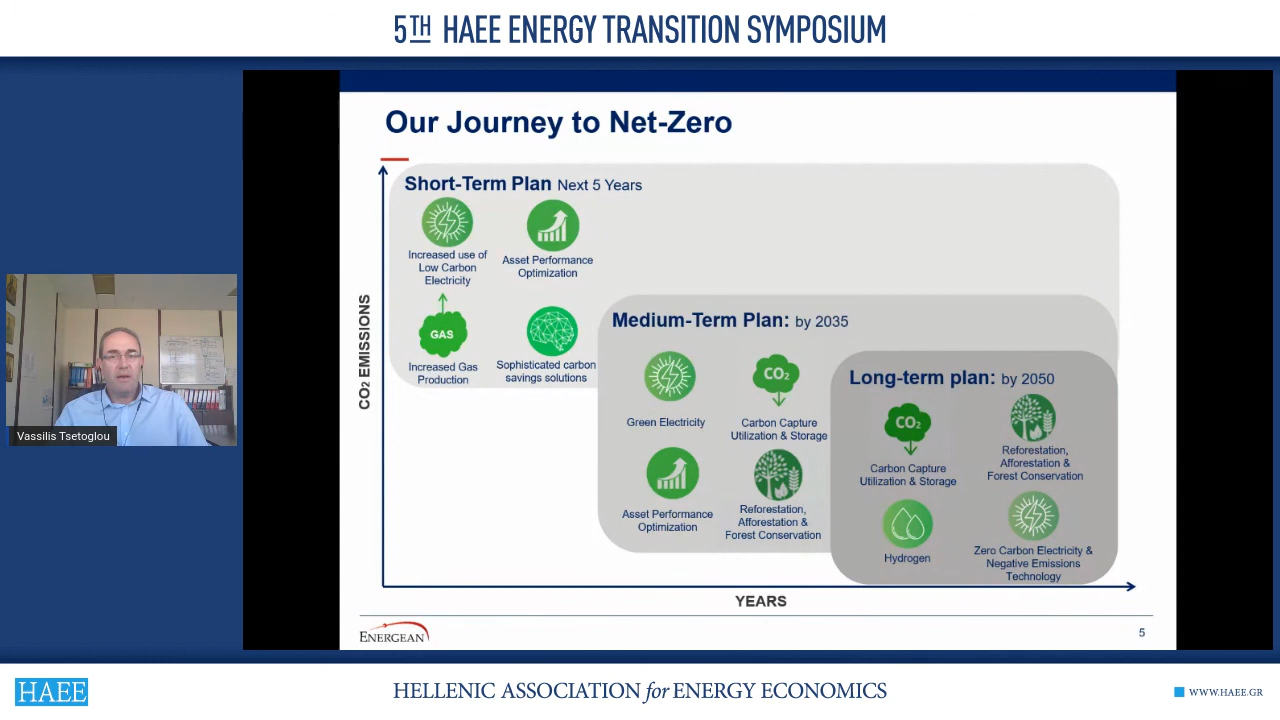 5TH HAEE ENERGY TRANSITION SYMPOSIUM
Our Journey to Net-Zero
Short-Term Plan Next 5 Years
Increased use of
Low Carbon
Electricity
Asset Performance
Optimization
GAS
Increased Gas
Production
Sophisticated carbon
savings solutions
Medium-Term Plan: by 2035
Green Electricity
CO2
Carbon Capture
Utilization & Storage
Asset Performance
Optimization
Reforestation,
Afforestation &
Forest Conservation
Long-term plan: by 2050
CO2
Carbon Capture
Utilization & Storage
Reforestation,
Afforestation &
Forest Conservation
Hydrogen
Zero Carbon Electricity &
Negative Emissions
Technology
CO2 EMISSIONS
YEARS
ENERGEAN
5
Vassilis Tsetoglou
HAEE
HELLENIC ASSOCIATION for ENERGY ECONOMICS
WWW.HAEE.GR